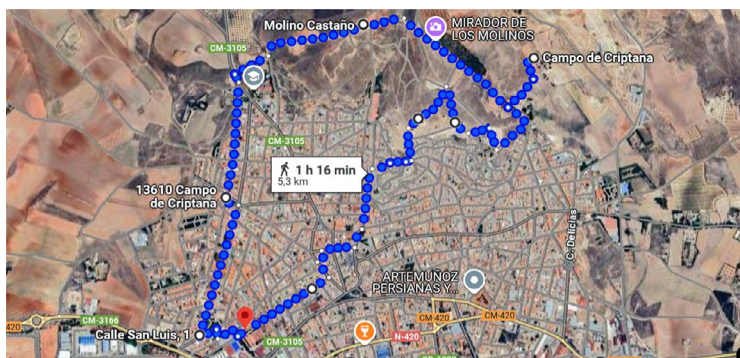 CM-3105
Molino Castaño
MIRADOR DE
LOS MOLINOS
Campo de Criptana
CM-3105
1 h 16 min
5,3 km
13610 Campo
de Criptana
C. Delicias
ARTEMUÑOZ
PERSIANAS Y...
420
CM-3166
Calle San Luis, 1
CM-3105
N-420
CM-420
CM-420